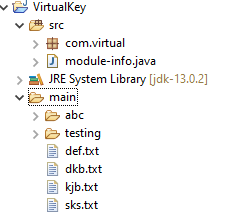 VirtualKey
src
com.virtual
module-info.java
JRE System Library [jdk-13.0.2]
main
abc
testing
def.txt
dkb.txt
kjb.txt
sks.txt